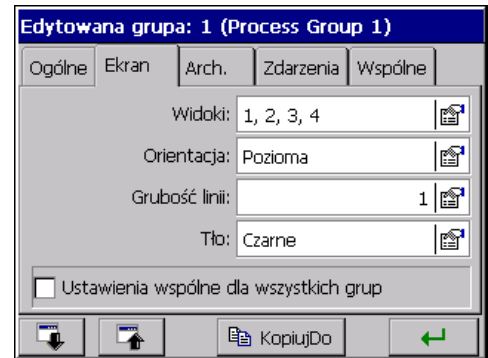 Edytowana grupa: 1 (Process Group 1)
Ogólne Ekran Arch. Zdarzenia Wspólne
Widoki: 1, 2, 3, 4
Orientacja: Pozioma
Grubość linii: 1
Tło: Czarne
Ustawienia wspólne dla wszystkich grup
KopiujDo